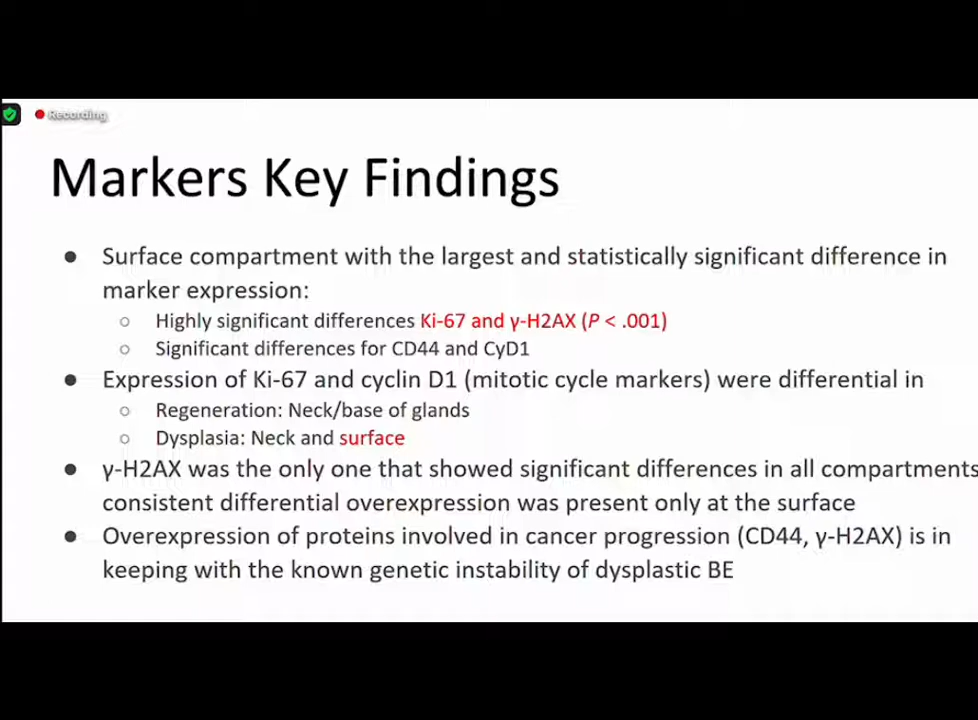 Recording
Markers Key Findings
● Surface compartment with the largest and statistically significant difference in
marker expression:
○ Highly significant differences Ki-67 and γ-H2AX (P < .001)
○ Significant differences for CD44 and CyD1
● Expression of Ki-67 and cyclin D1 (mitotic cycle markers) were differential in
○ Regeneration: Neck/base of glands
○ Dysplasia: Neck and surface
● γ-H2AX was the only one that showed significant differences in all compartments
consistent differential overexpression was present only at the surface
● Overexpression of proteins involved in cancer progression (CD44, γ-H2AX) is in
keeping with the known genetic instability of dysplastic BE